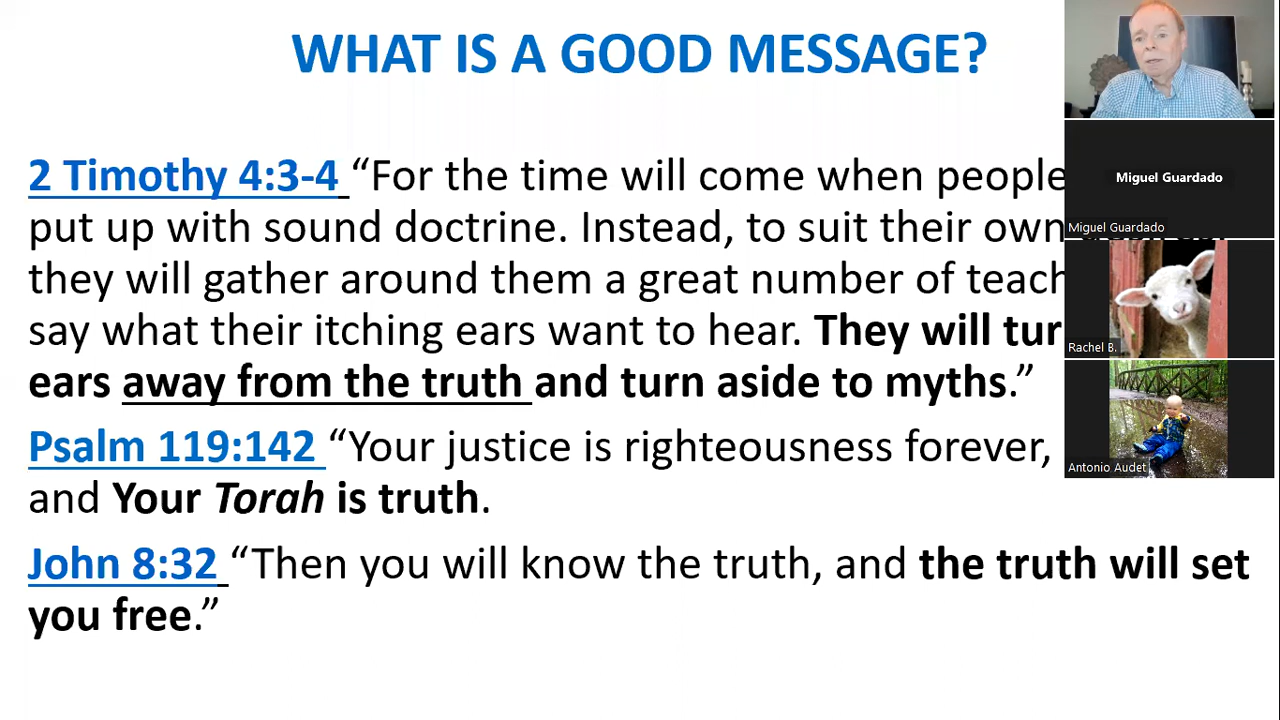 WHAT IS A GOOD MESSAGE?
2 Timothy 4:3-4 “For the time will come when people
put up with sound doctrine. Instead, to suit their own
they will gather around them a great number of teach
say what their itching ears want to hear. They will tur
ears away from the truth and turn aside to myths.”
Psalm 119:142 “Your justice is righteousness forever,
and Your Torah is truth.
John 8:32 “Then you will know the truth, and the truth will set
you free.”
Miguel Guardado
Miguel Guardado
Rachel B.
Antonio Audet